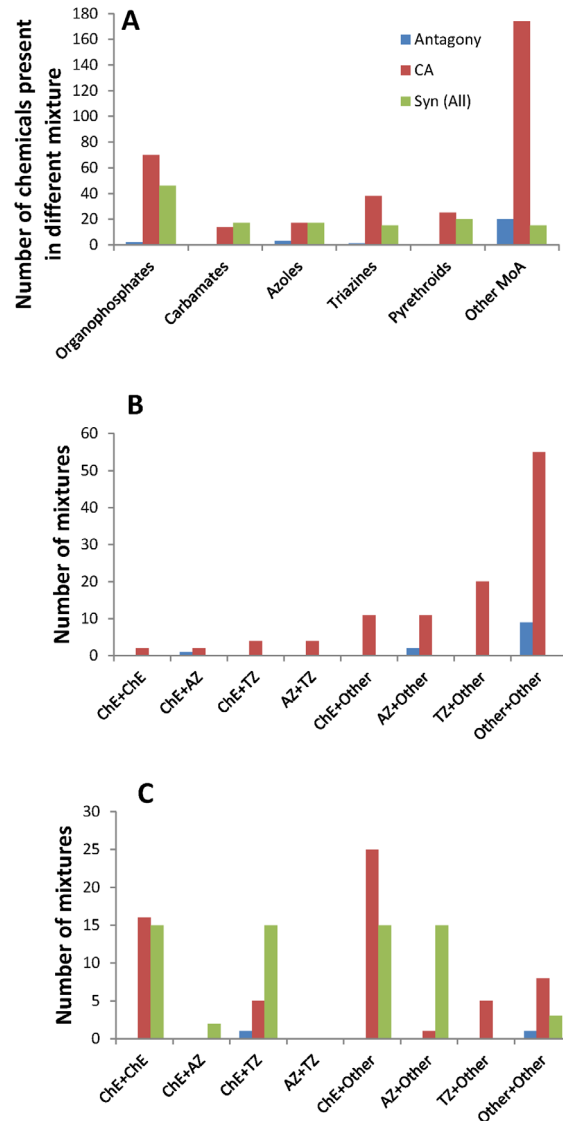 A
Number of chemicals present
in different mixture
180
160
140
120
100
80
60
40
20
0
Antagony
CA
Syn (All)
Organophosphates
Carbamates
Azoles
Triazines
Pyrethroids
Other MoA
B
Number of mixtures
60
50
40
30
20
10
0
ChE+ChE
ChE+AZ
ChE+TZ
AZ+TZ
ChE+Other
AZ+Other
TZ+Other
Other+Other
C
Number of mixtures
30
25
20
15
10
5
0
ChE+ChE
ChE+AZ
ChE+TZ
AZ+TZ
ChE+Other
AZ+Other
TZ+Other
Other+Other